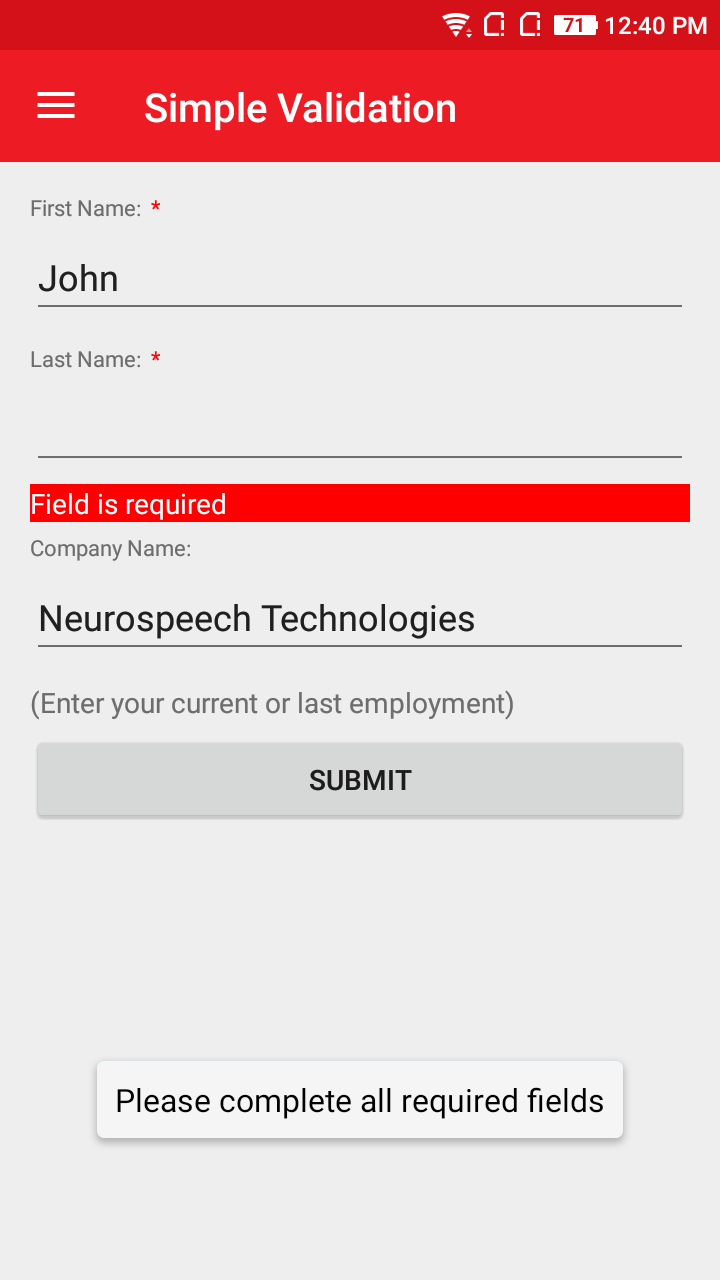 71 12:40 PM
Simple Validation
First Name: *
John
Last Name: *
Field is required
Company Name:
Neurospeech Technologies
(Enter your current or last employment)
SUBMIT
Please complete all required fields